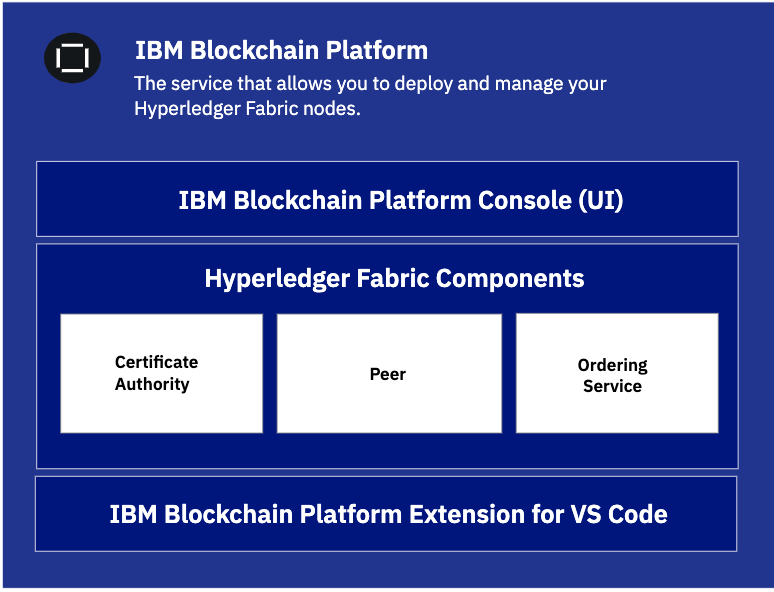 IBM Blockchain Platform
The service that allows you to deploy and manage your
Hyperledger Fabric nodes.
IBM Blockchain Platform Console (UI)
Hyperledger Fabric Components
Certificate
Authority
Peer
Ordering
Service
IBM Blockchain Platform Extension for VS Code